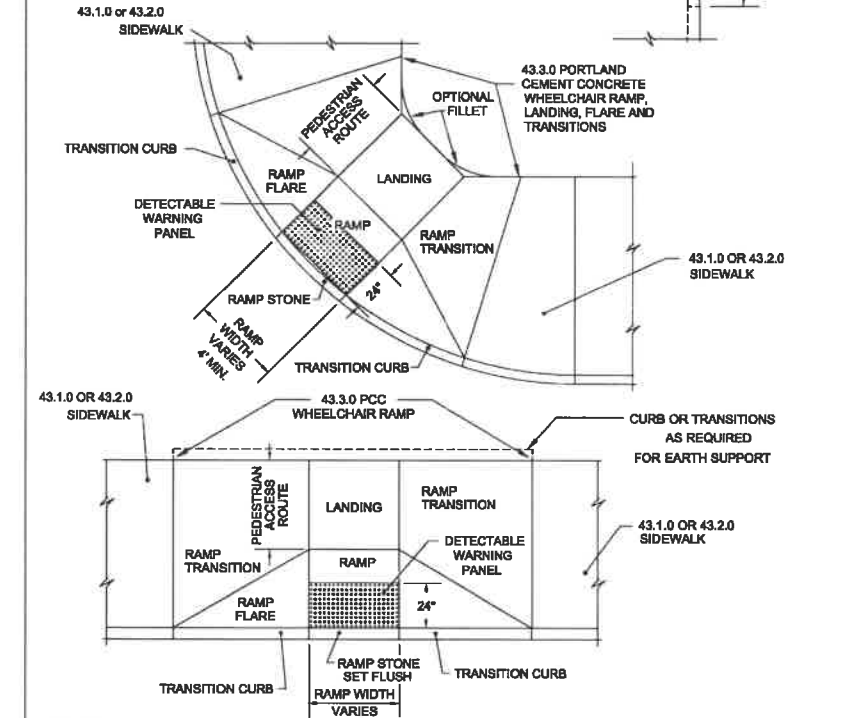 43.1.0 or 43.2.0
SIDEWALK
43.3.0 PORTLAND
CEMENT CONCRETE
WHEELCHAIR RAMP,
LANDING, FLARE AND
TRANSITIONS
OPTIONAL
FILLET
PEDESTRIAN
ACCESS
ROUTE
TRANSITION CURB
RAMP
FLARE
LANDING
DETECTABLE
WARNING
PANEL
RAMP
RAMP
TRANSITION
43.1.0 OR 43.2.0
SIDEWALK
24"
RAMP STONE
RAMP
WIDTH
VARIES
4' MIN.
TRANSITION CURB
43.1.0 OR 43.2.0
SIDEWALK
43.3.0 PCC
WHEELCHAIR RAMP
CURB OR TRANSITIONS
AS REQUIRED
FOR EARTH SUPPORT
PEDESTRIAN
ACCESS
ROUTE
LANDING
RAMP
TRANSITION
43.1.0 OR 43.2.0
SIDEWALK
DETECTABLE
WARNING
PANEL
RAMP
TRANSITION
RAMP
RAMP
FLARE
24"
RAMP STONE
SET FLUSH
TRANSITION CURB
TRANSITION CURB
RAMP WIDTH
VARIES